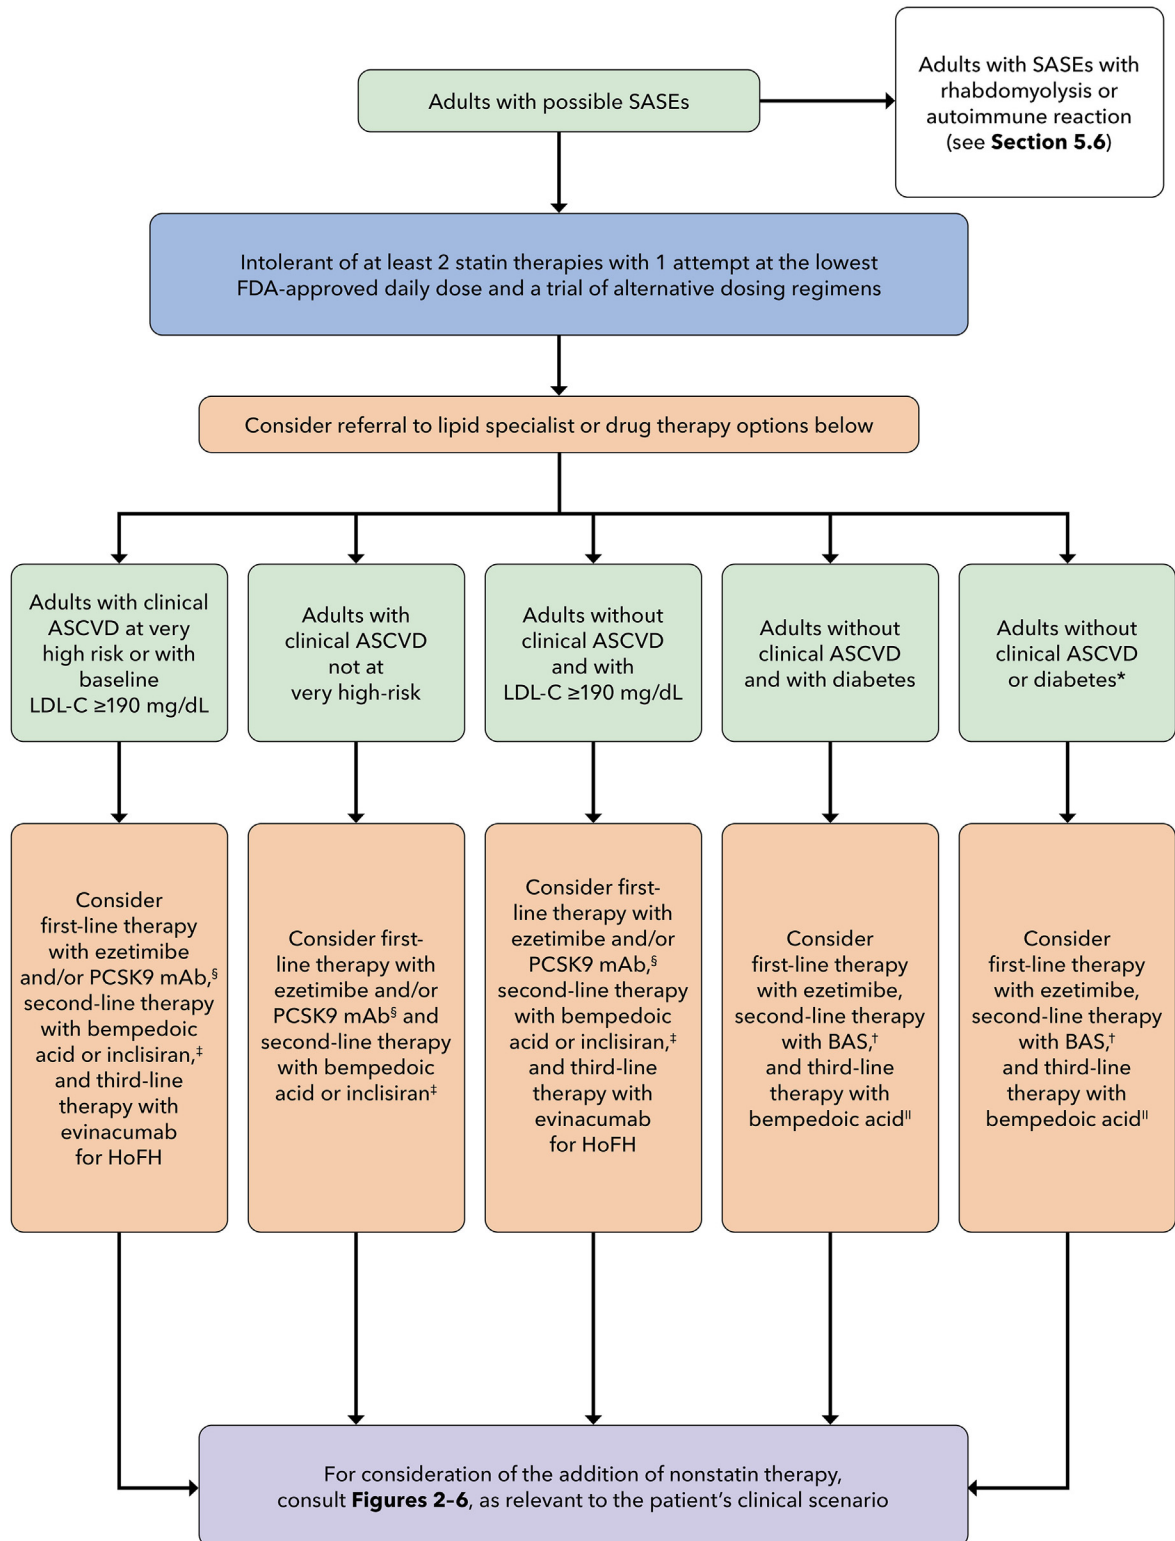 Adults with possible SASEs
Adults with SASEs with
rhabdomyolysis or
autoimmune reaction
(see Section 5.6)
Intolerant of at least 2 statin therapies with 1 attempt at the lowest
FDA-approved daily dose and a trial of alternative dosing regimens
Consider referral to lipid specialist or drug therapy options below
Adults with clinical
ASCVD at very
high risk or with
baseline
LDL-C ≥190 mg/dL
Adults with
clinical ASCVD
not at
very high-risk
Adults without
clinical ASCVD
and with
LDL-C ≥190 mg/dL
Adults without
clinical ASCVD
and with diabetes
Adults without
clinical ASCVD
or diabetes*
Consider
first-line therapy
with ezetimibe
and/or PCSK9 mAb,§
second-line therapy
with bempedoic
acid or inclisiran,‡
and third-line
therapy with
evinacumab
for HoFH
Consider first-
line therapy with
ezetimibe and/or
PCSK9 mAb§ and
second-line therapy
with bempedoic
acid or inclisiran‡
Consider first-
line therapy with
ezetimibe and/or
PCSK9 mAb,§
second-line therapy
with bempedoic
acid or inclisiran,‡
and third-line
therapy with
evinacumab
for HoFH
Consider
first-line therapy
with ezetimibe,
second-line therapy
with BAS,†
and third-line
therapy with
bempedoic acid||
Consider
first-line therapy
with ezetimibe,
second-line therapy
with BAS,†
and third-line
therapy with
bempedoic acid||
For consideration of the addition of nonstatin therapy,
consult Figures 2–6, as relevant to the patient’s clinical scenario